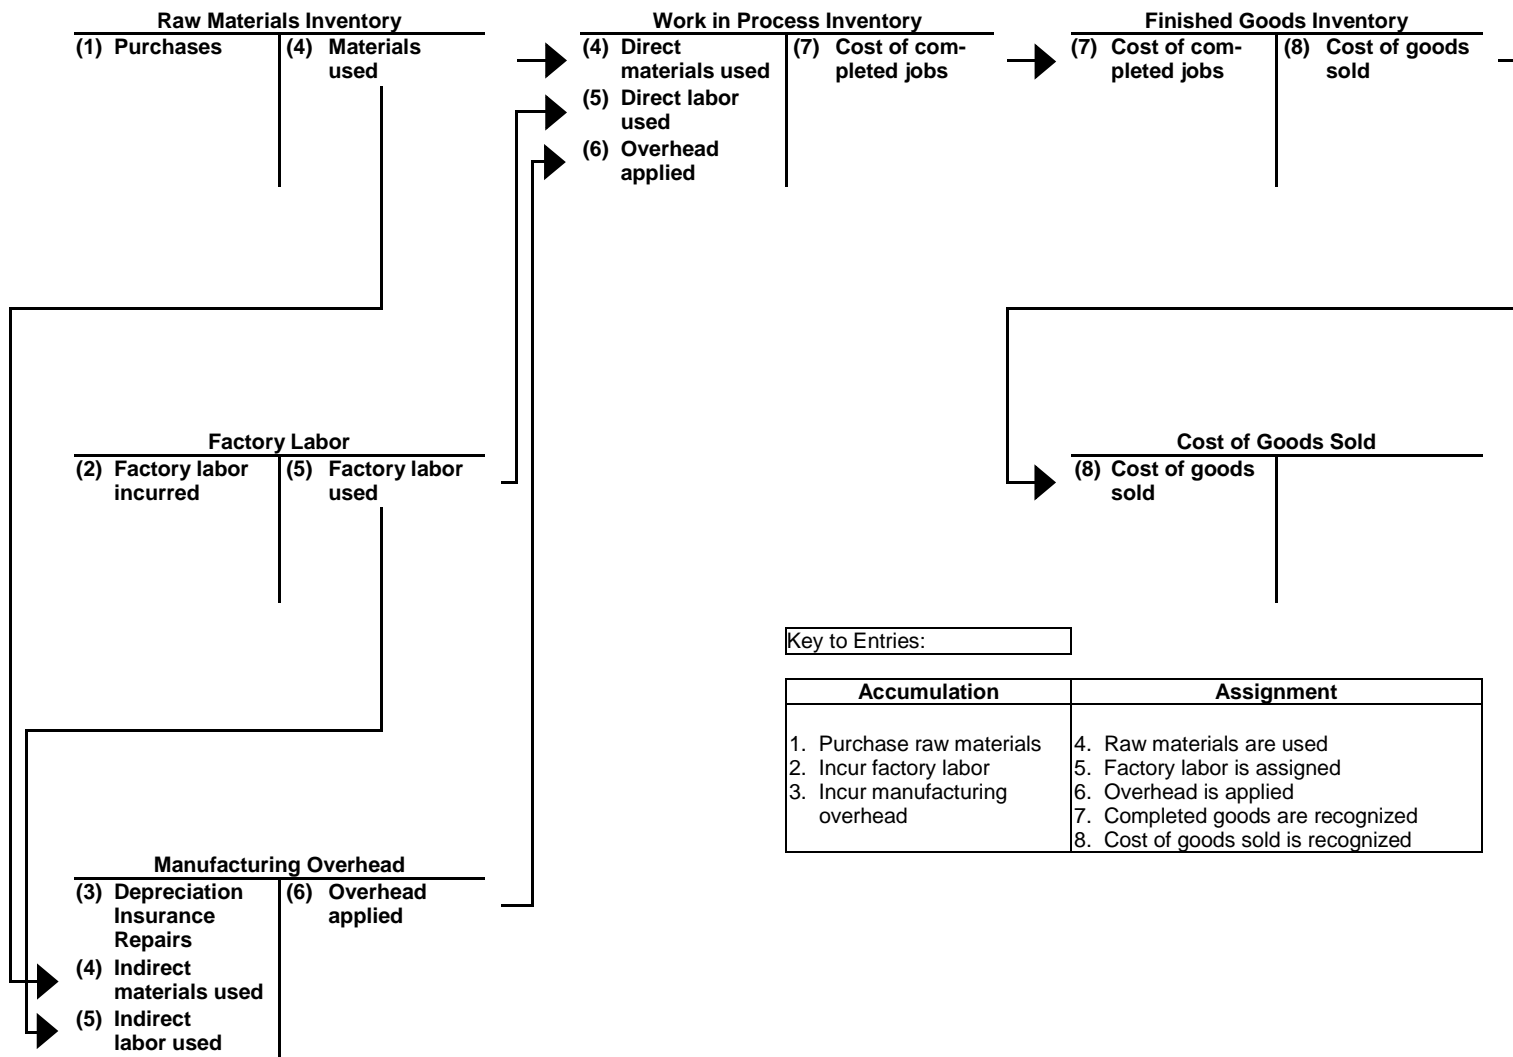 Raw Materials Inventory
(1) Purchases
(4) Materials
used
Work in Process Inventory
(4) Direct
materials used
(5) Direct labor
used
(6) Overhead
applied
(7) Cost of com-
pleted jobs
Finished Goods Inventory
(7) Cost of com-
pleted jobs
(8) Cost of goods
sold
Factory Labor
(2) Factory labor
incurred
(5) Factory labor
used
Cost of Goods Sold
(8) Cost of goods
sold
Key to Entries:
Accumulation
1. Purchase raw materials
2. Incur factory labor
3. Incur manufacturing
overhead
Assignment
4. Raw materials are used
5. Factory labor is assigned
6. Overhead is applied
7. Completed goods are recognized
8. Cost of goods sold is recognized
Manufacturing Overhead
(3) Depreciation
Insurance
Repairs
(4) Indirect
materials used
(5) Indirect
labor used
(6) Overhead
applied